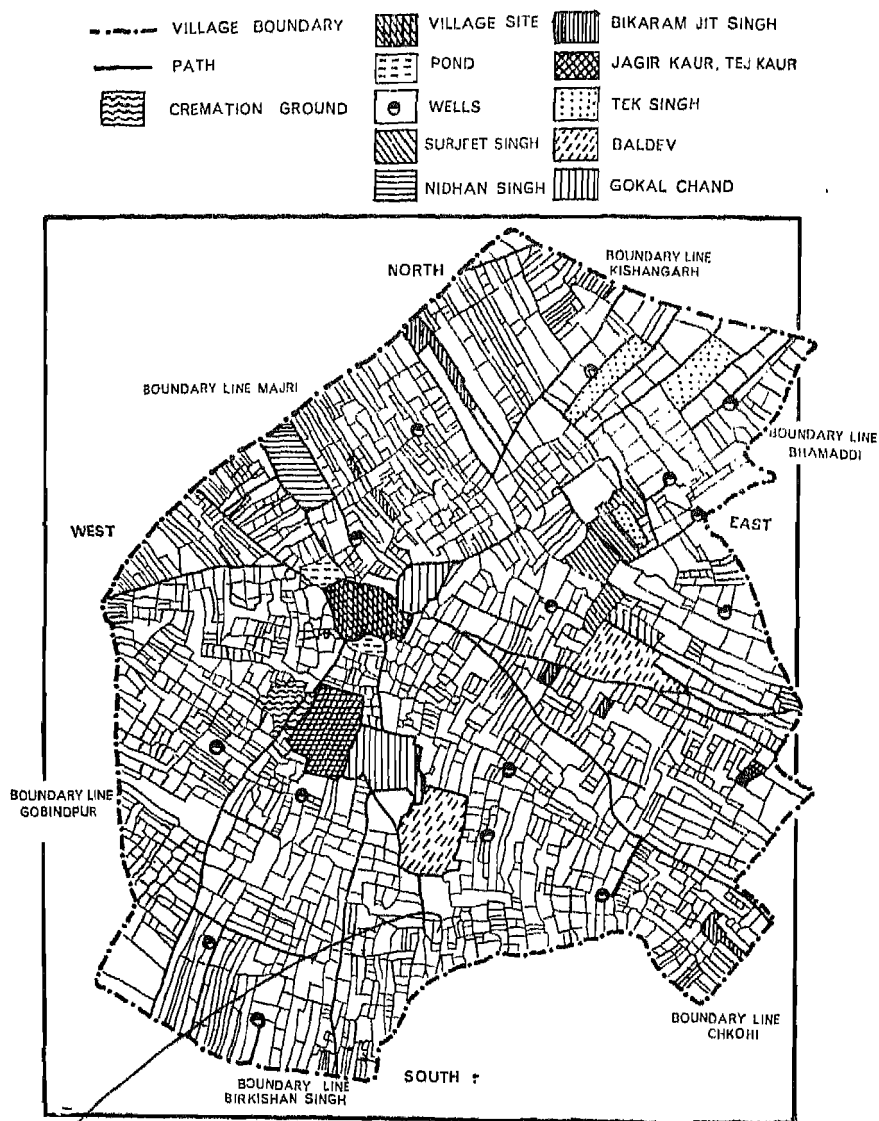 VILLAGE BOUNDARY
PATH
CREMATION GROUND
VILLAGE SITE
POND
WELLS
SURJEET SINGH
NIDHAN SINGH
BIKARAM JIT SINGH
JAGIR KAUR, TEJ KAUR
TEK SINGH
BALDEV
GOKAL CHAND
NORTH
BOUNDARY LINE
KISHANGARH
BOUNDARY LINE MAJRI
BOUNDARY LINE
BHAMADDI
WEST
EAST
BOUNDARY LINE
GOBINDPUR
BOUNDARY LINE
CHKOHI
SOUTH
BOUNDARY LINE
BIRKISHAN SINGH